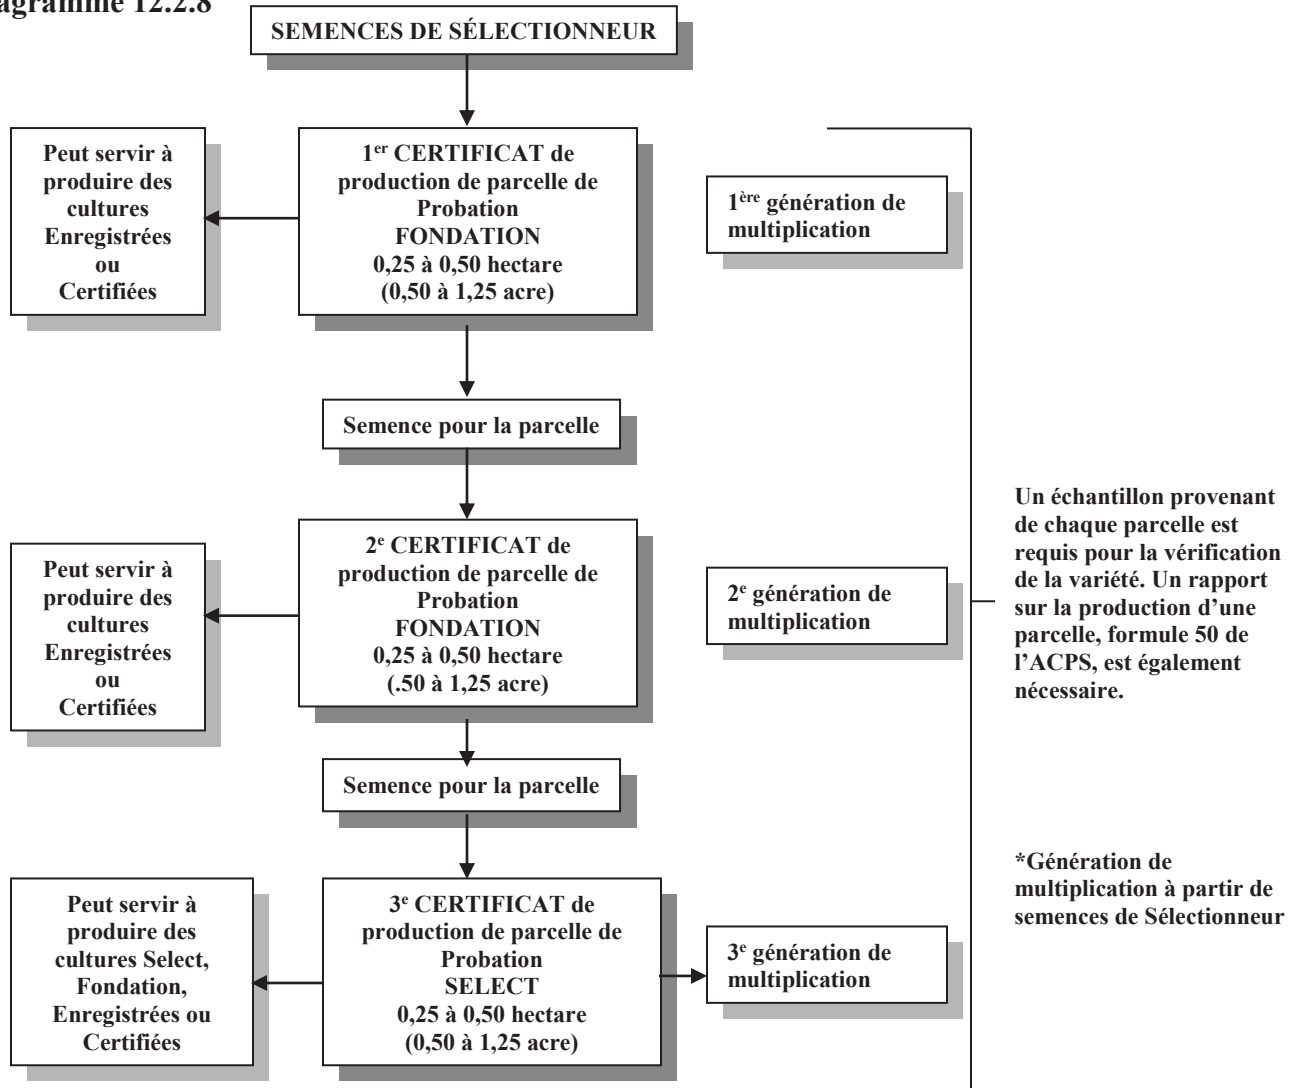 agramme 12.2.8
SEMENCES DE SÉLECTIONNEUR
Peut servir à
produire des
cultures
Enregistrées
ou
Certifiées
1er CERTIFICAT de
production de parcelle de
Probation
FONDATION
0,25 à 0,50 hectare
(0,50 à 1,25 acre)
1ère génération de
multiplication
Semence pour la parcelle
Peut servir à
produire des
cultures
Enregistrées
ou
Certifiées
2e CERTIFICAT de
production de parcelle de
Probation
FONDATION
0,25 à 0,50 hectare
(.50 à 1,25 acre)
2e génération de
multiplication
Un échantillon provenant
de chaque parcelle est
requis pour la vérification
de la variété. Un rapport
sur la production d’une
parcelle, formule 50 de
l’ACPS, est également
nécessaire.
Semence pour la parcelle
Peut servir à
produire des
cultures Select,
Fondation,
Enregistrées ou
Certifiées
3e CERTIFICAT de
production de parcelle de
Probation
SELECT
0,25 à 0,50 hectare
(0,50 à 1,25 acre)
3e génération de
multiplication
*Génération de
multiplication à partir de
semences de Sélectionneur